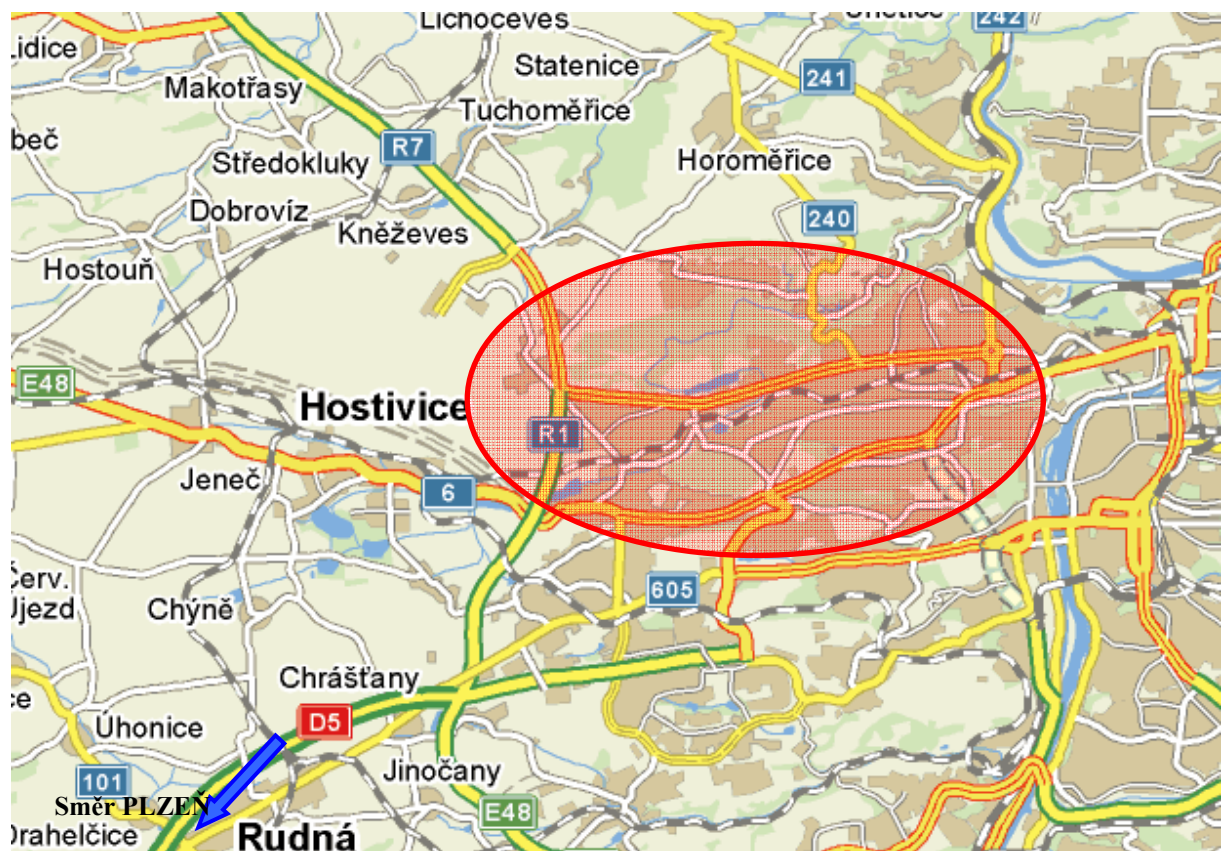 Lichoceves
242
Lidice
241
Statenice
Makotřasy
Tuchoměřice
R7
Středokluky
Horoměřice
Dobrovíz
240
Kněževes
Hostouň
E48
Hostivice
R1
Jeneč
6
Červ.
Újezd
Chýně
605
Chrášťany
Úhonice
D5
101
Jinočany
Směr PLZEŇ
E48
Drahelčice
Rudná